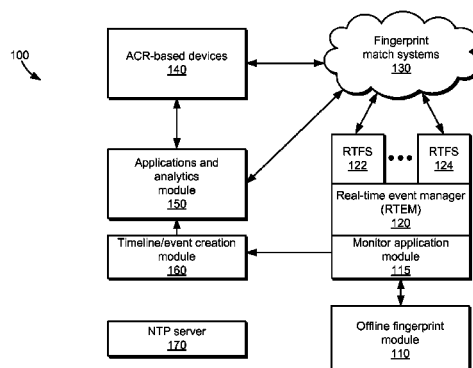 100
ACR-based devices
140
Fingerprint
match systems
130
RTFS
122
RTFS
124
Applications and
analytics
module
150
Real-time event manager
(RTEM)
120
Timeline/event creation
module
160
Monitor application
module
115
NTP server
170
Offline fingerprint
module
110